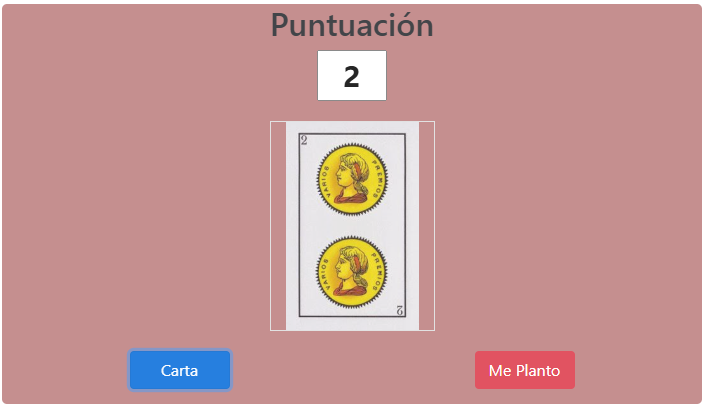 Puntuación
2
2
VARIOS PREMIOS
VARIOS PREMIOS
2
Carta
Me Planto